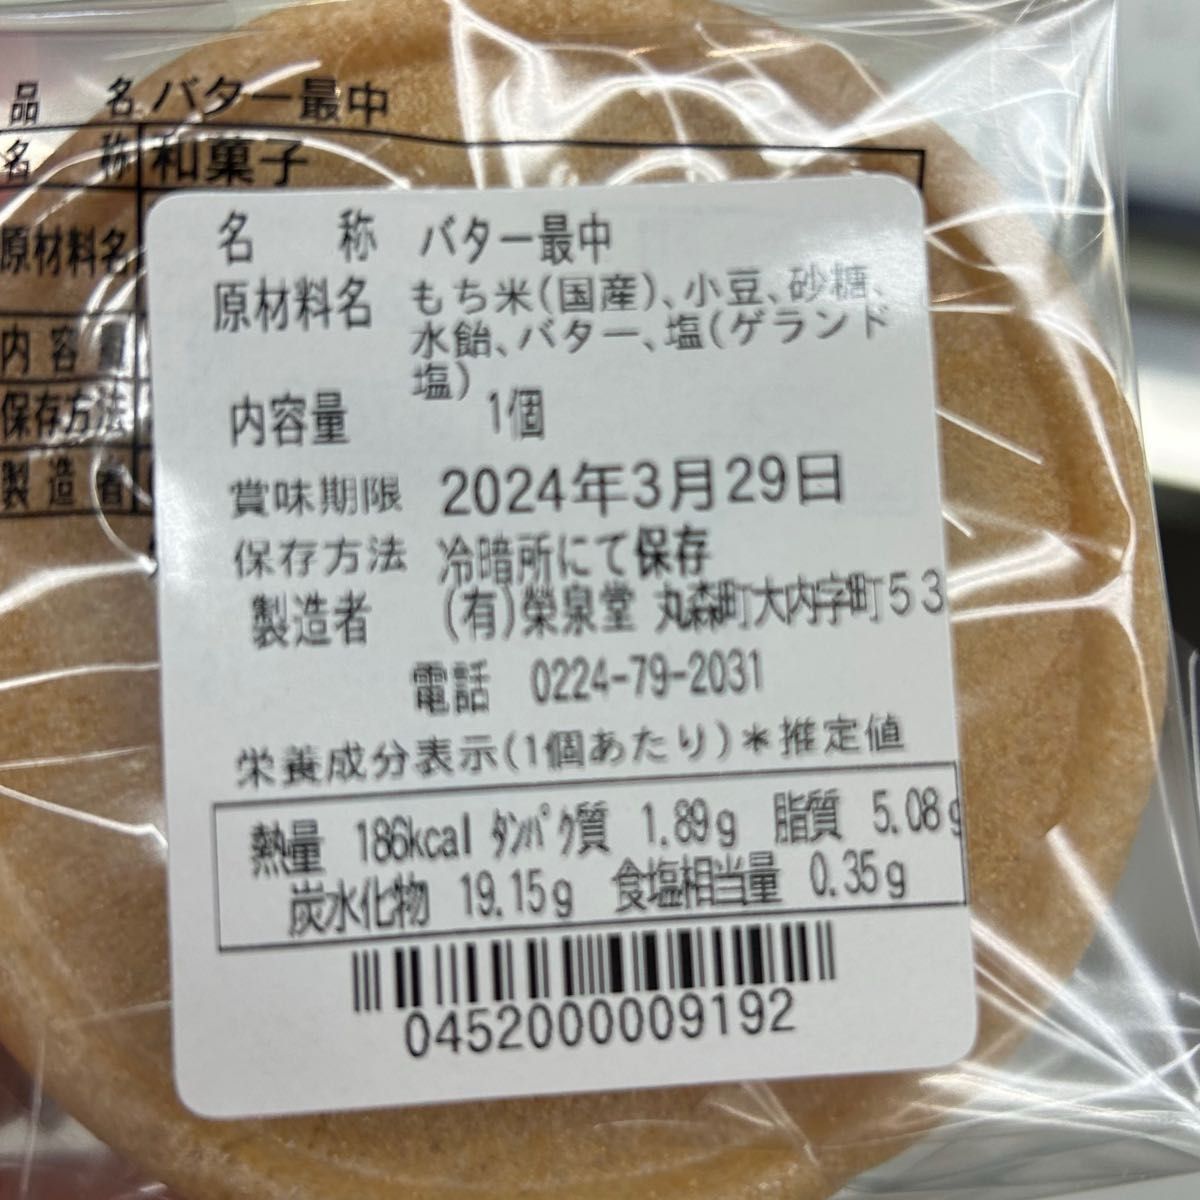 品名 バター最中
名称 和菓子
原材料名
内容量
保存方法
製造者
名称 バター最中
原材料名 もち米(国産)、小豆、砂糖、
水飴、バター、塩(ゲランド
塩)
内容量 1個
賞味期限 2024年3月29日
保存方法 冷暗所にて保存
製造者 (有)榮泉堂 丸森町大内字町53
電話 0224-79-2031
栄養成分表示(1個あたり)*推定値
熱量 186kcal タンパク質 1.89g 脂質 5.08g
炭水化物 19.15g 食塩相当量 0.35g
0452000009192